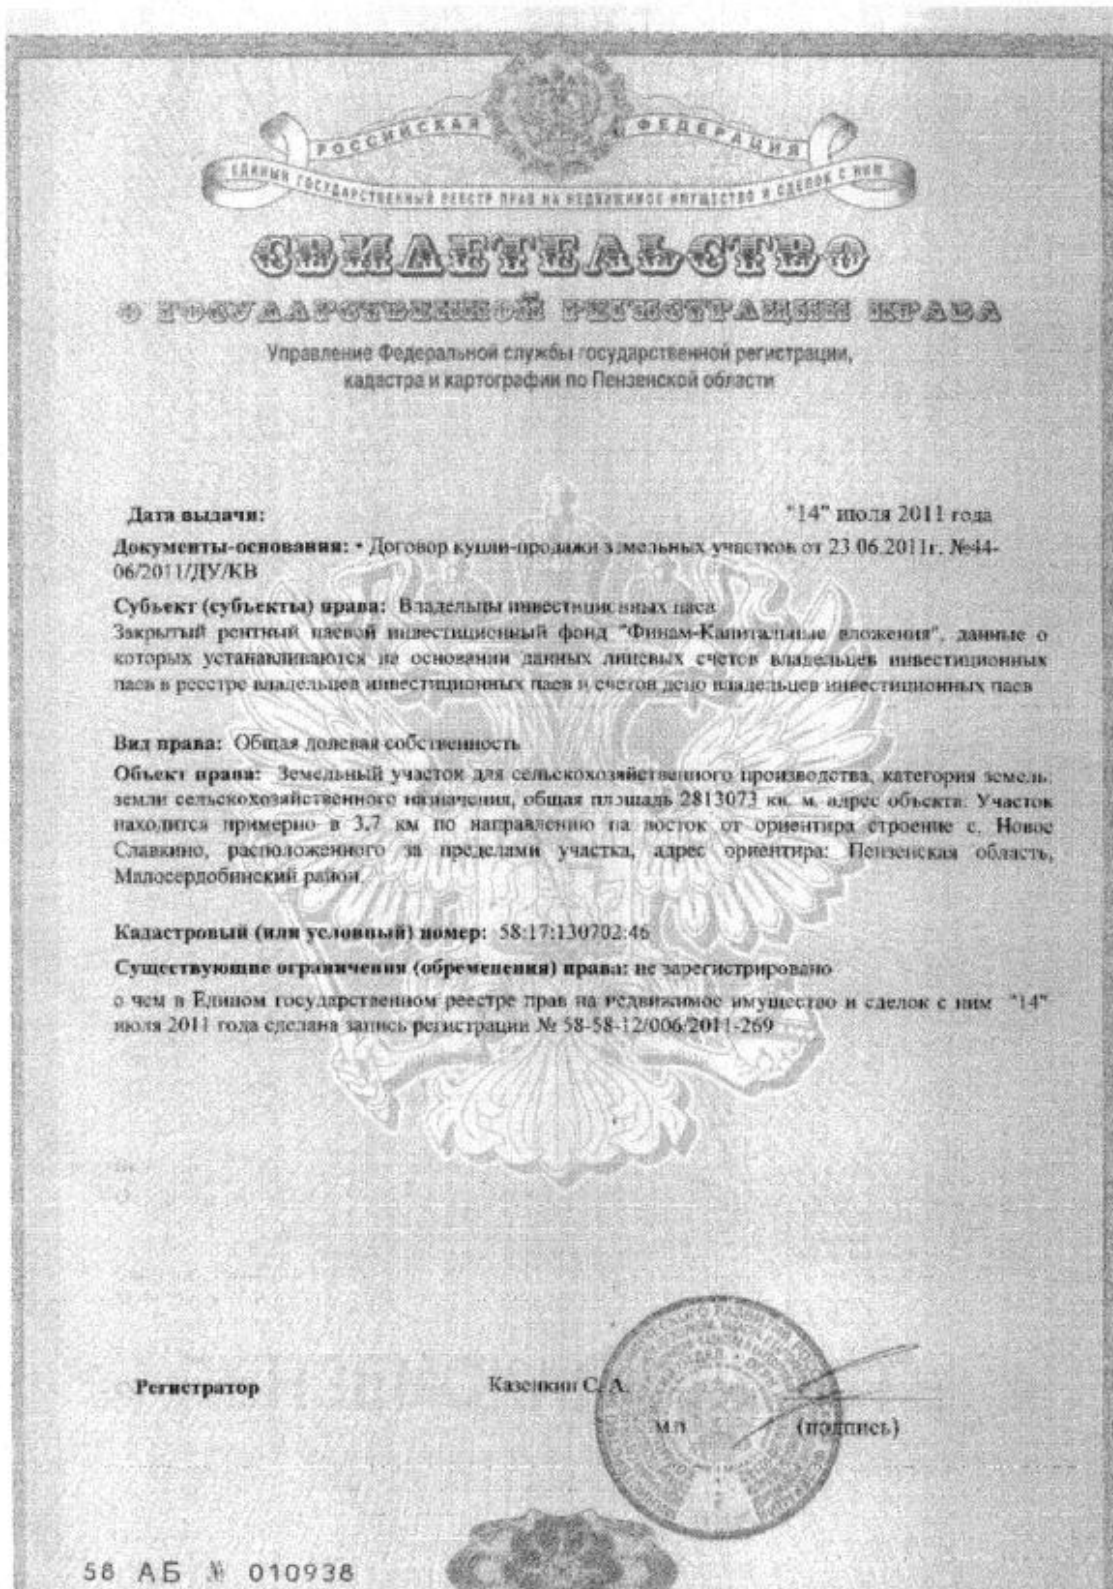 РОССИЙСКАЯ ФЕДЕРАЦИЯ
ЕДИНЫЙ ГОСУДАРСТВЕННЫЙ РЕЕСТР ПРАВ НА НЕДВИЖИМОЕ ИМУЩЕСТВО И СДЕЛОК С НИМ
СВИДЕТЕЛЬСТВО
О ГОСУДАРСТВЕННОЙ РЕГИСТРАЦИИ ПРАВА
Управление Федеральной службы государственной регистрации,
кадастра и картографии по Пензенской области
Дата выдачи: "14" июля 2011 года
Документы-основания: • Договор купли-продажи земельных участков от 23.06.2011г. №44-
06/2011/ДУ/КВ
Субъект (субъекты) права: Владельцы инвестиционных паев
Закрытый рентный паевой инвестиционный фонд "Финам-Капитальные вложения", данные о
которых устанавливаются на основании данных лицевых счетов владельцев инвестиционных
паев в реестре владельцев инвестиционных паев и счетов депо владельцев инвестиционных паев
Вид права: Общая долевая собственность
Объект права: Земельный участок для сельскохозяйственного производства, категория земель:
земли сельскохозяйственного назначения, общая площадь 2813073 кв. м, адрес объекта: Участок
находится примерно в 3,7 км по направлению на восток от ориентира строение с. Новое
Славкино, расположенного за пределами участка, адрес ориентира: Пензенская область,
Малосердобинский район.
Кадастровый (или условный) номер: 58:17:130702:46
Существующие ограничения (обременения) права: не зарегистрировано
о чем в Едином государственном реестре прав на недвижимое имущество и сделок с ним "14"
июля 2011 года сделана запись регистрации № 58-58-12/006/2011-269
Регистратор Казенкин С. А.
М.П. (подпись)
58 АБ № 010938